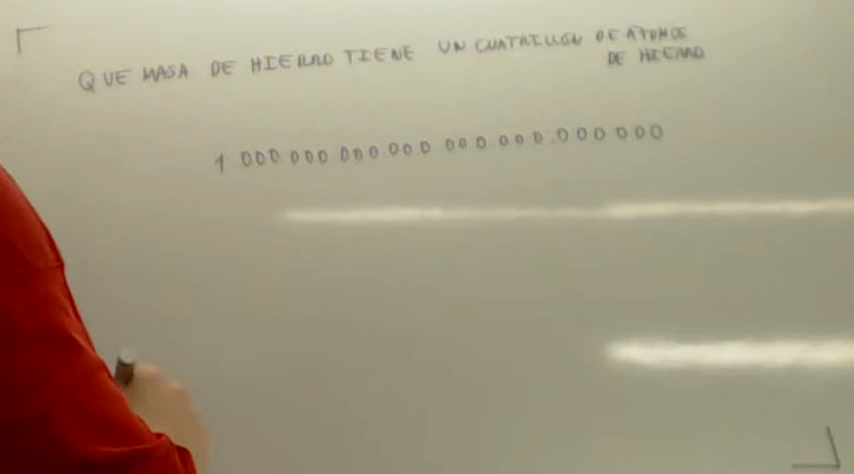 QUE MASA DE HIERRO TIENE UN CUATRILLON DE ATOMOS
DE HIERRO
1 000 000 000 000 000.000.000 000